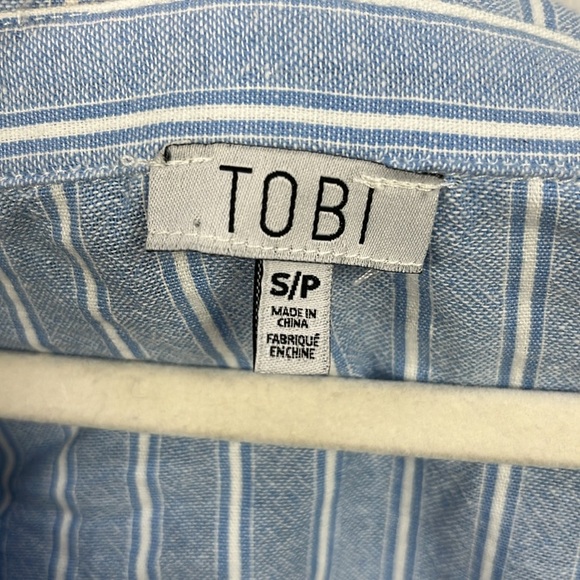 TOBI
S/P
MADE IN
CHINA
FABRIQUÉ
EN CHINE